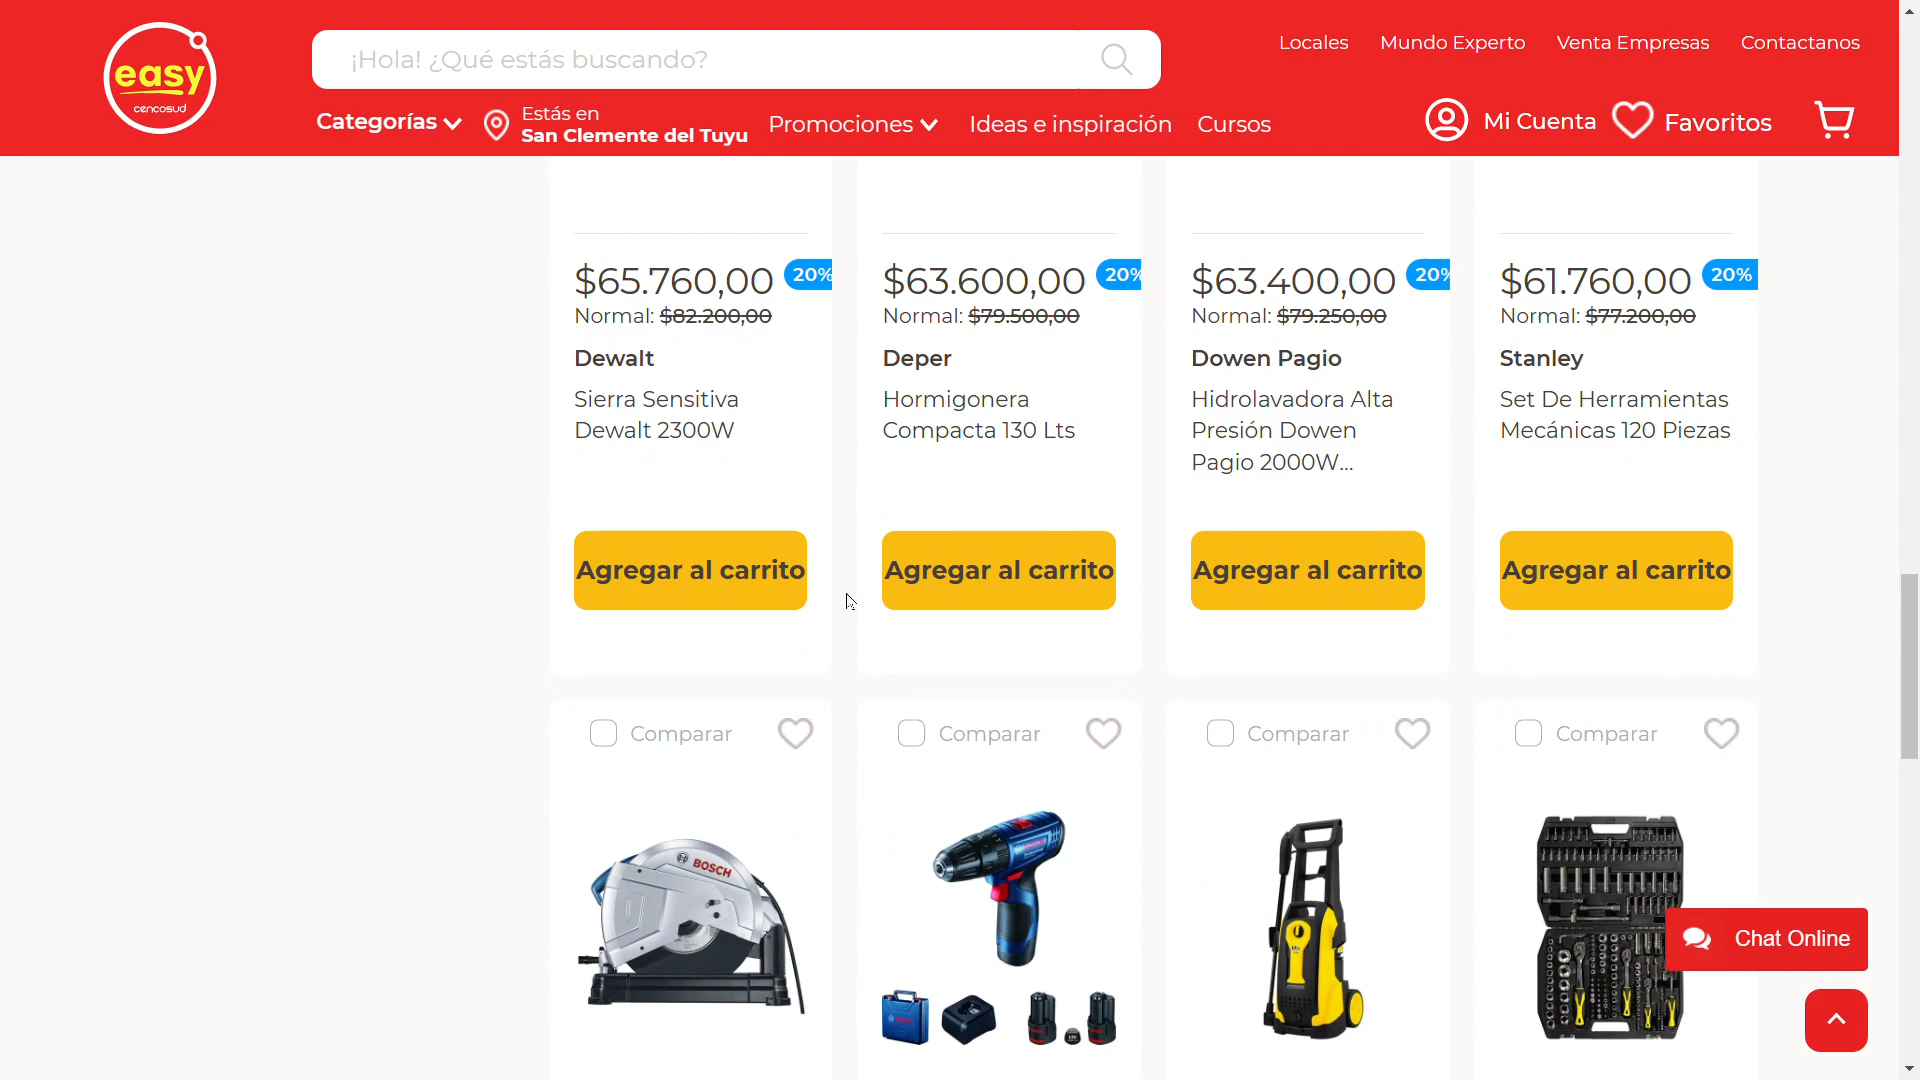 easy
cencosud
¡Hola! ¿Qué estás buscando?
Locales
Mundo Experto
Venta Empresas
Contactanos
Categorías
Estás en
San Clemente del Tuyu
Promociones
Ideas e inspiración
Cursos
Mi Cuenta
Favoritos
$65.760,00
20%
Normal: $82.200,00
Dewalt
Sierra Sensitiva
Dewalt 2300W
Agregar al carrito
$63.600,00
20%
Normal: $79.500,00
Deper
Hormigonera
Compacta 130 Lts
Agregar al carrito
$63.400,00
20%
Normal: $79.250,00
Dowen Pagio
Hidrolavadora Alta
Presión Dowen
Pagio 2000W...
Agregar al carrito
$61.760,00
20%
Normal: $77.200,00
Stanley
Set De Herramientas
Mecánicas 120 Piezas
Agregar al carrito
Comparar
BOSCH
Comparar
Comparar
Comparar
Chat Online